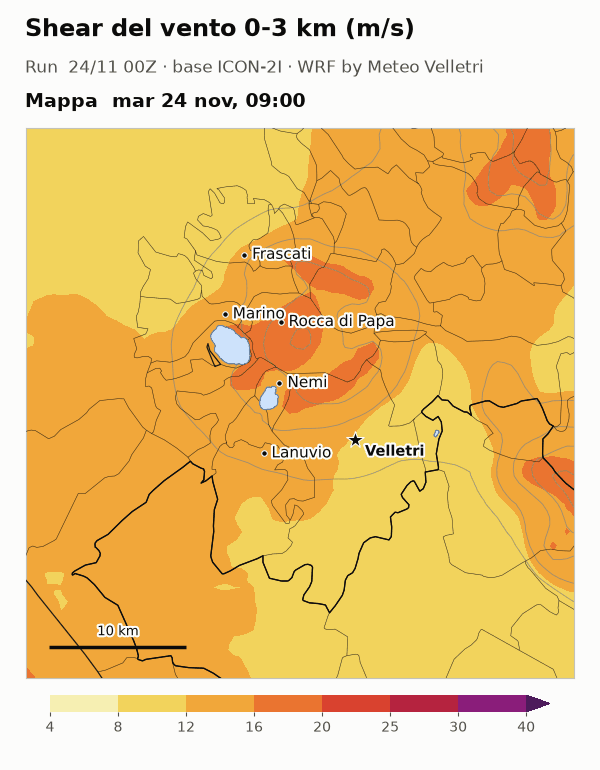 Shear del vento 0-3 km (m/s)
Run  24/11 00Z · base ICON-2I · WRF by Meteo Velletri
Mappa  mar 24 nov, 09:00
Frascati
Marino
Rocca di Papa
Nemi
Velletri
Lanuvio
10 km
4 8 12 16 20 25 30 40